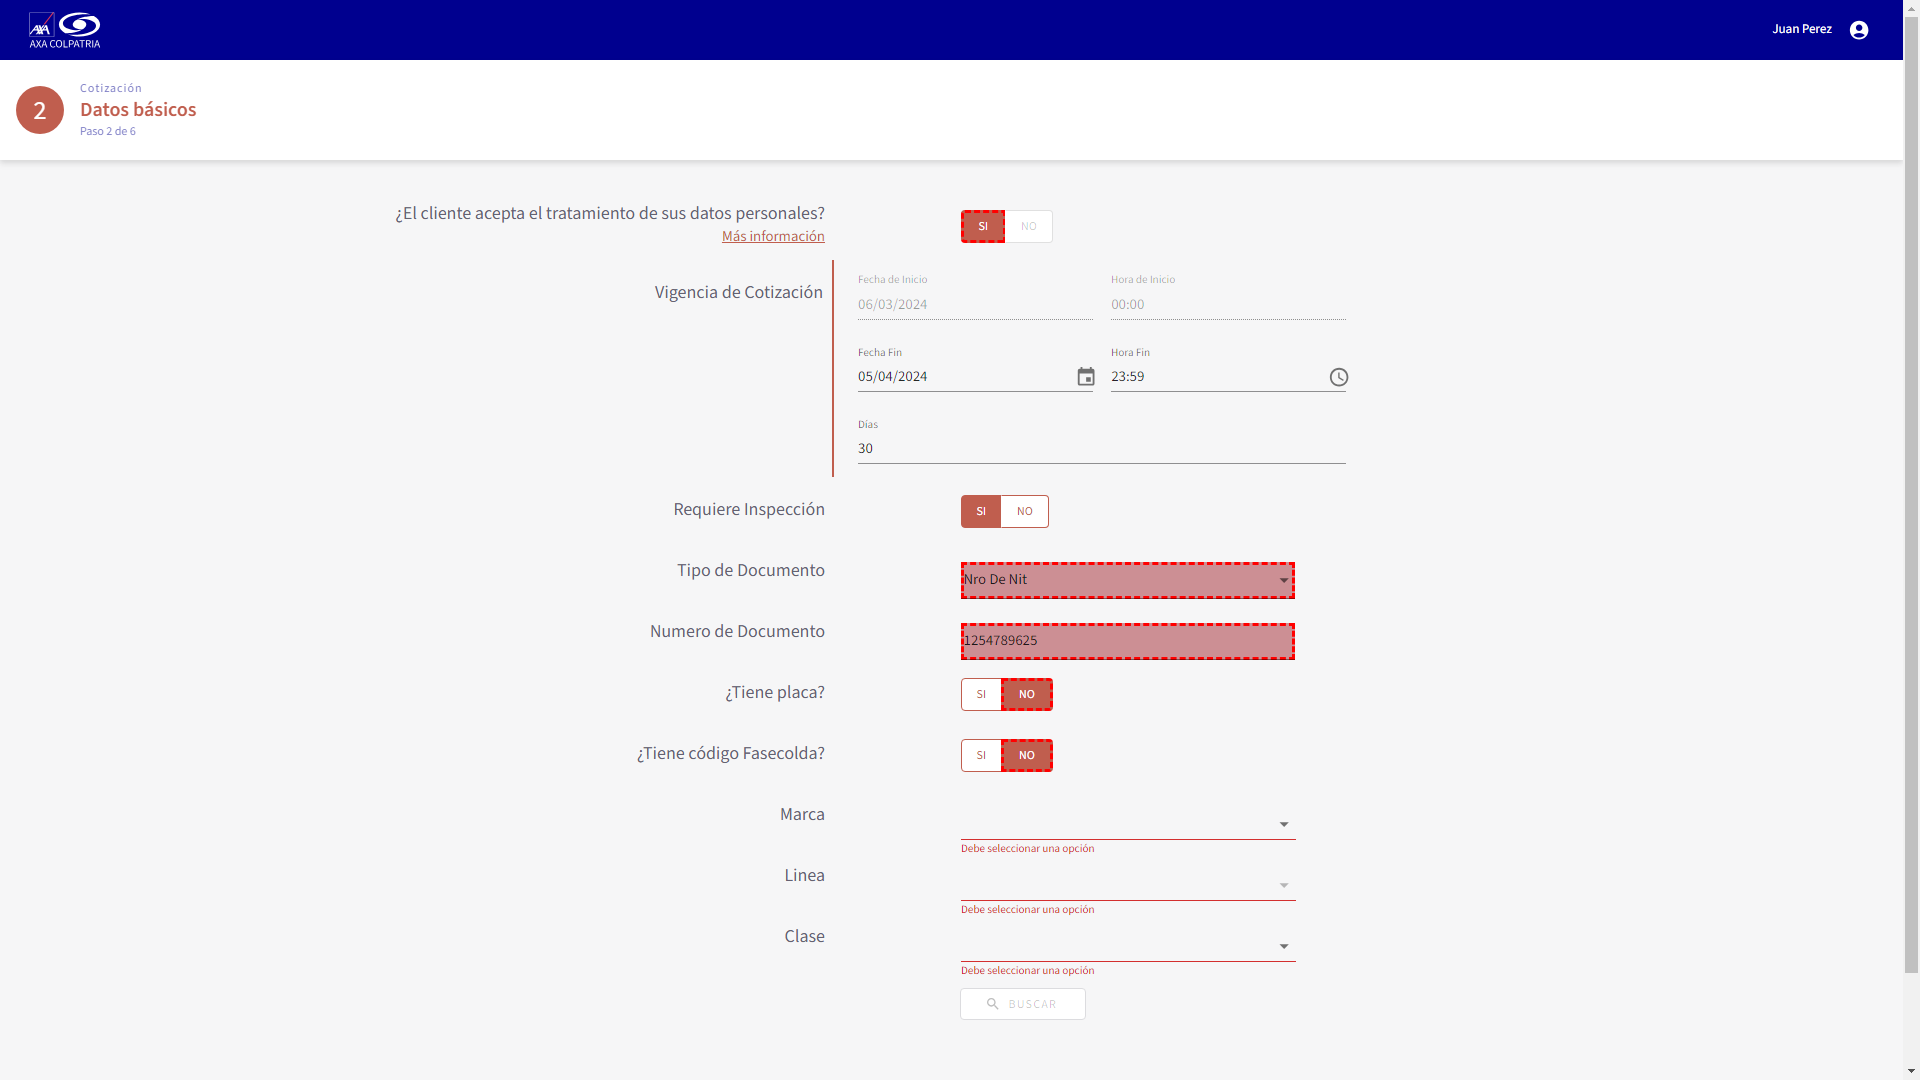 AXA
AXA COLPATRIA
Juan Perez
2
Cotización
Datos básicos
Paso 2 de 6
¿El cliente acepta el tratamiento de sus datos personales?
Más información
SI NO
Vigencia de Cotización
Fecha de Inicio Hora de Inicio
06/03/2024 00:00
Fecha Fin Hora Fin
05/04/2024 23:59
Días
30
Requiere Inspección SI NO
Tipo de Documento Nro De Nit
Numero de Documento 1254789625
¿Tiene placa? SI NO
¿Tiene código Fasecolda? SI NO
Marca
Debe seleccionar una opción
Linea
Debe seleccionar una opción
Clase
Debe seleccionar una opción
BUSCAR